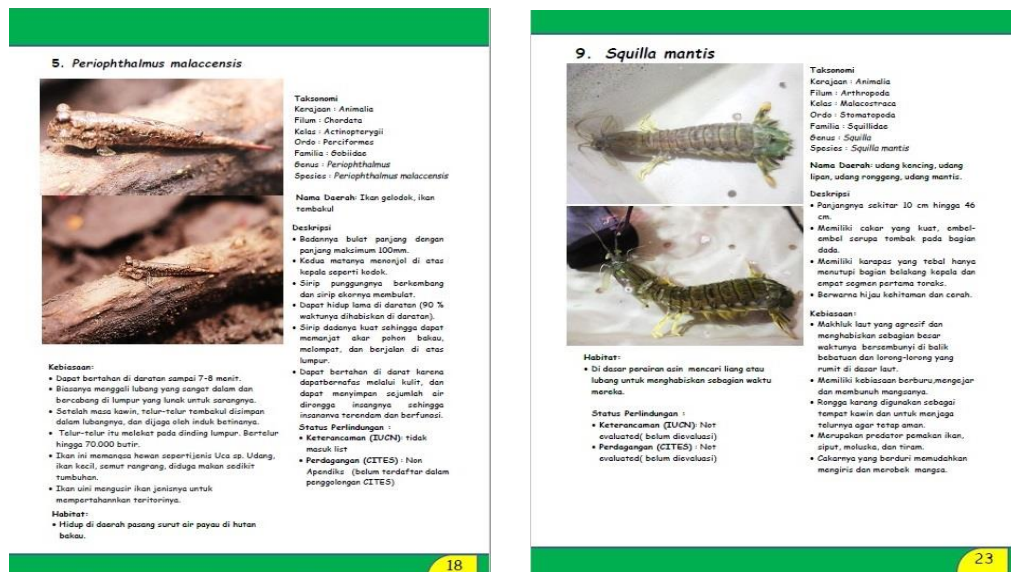 5. Periophthalmus malaccensis
Taksonomi
Kerajaan : Animalia
Filum : Chordata
Kelas : Actinopterygii
Ordo : Perciformes
Familia : Gobiidae
Genus : Periophthalmus
Spesies : Periophthalmus malaccensis
Nama Daerah: Ikan gelodok, ikan
tembakul
Deskripsi
• Badannya bulat panjang dengan
panjang maksimum 100mm.
• Kedua matanya menonjol di atas
kepala seperti kodok.
• Sirip punggungnya berkembang
dan sirip ekornya membulat.
• Dapat hidup lama di daratan (90 %
waktunya dihabiskan di daratan).
• Sirip dadanya kuat sehingga dapat
memanjat akar pohon bakau,
melompat, dan berjalan di atas
lumpur.
• Dapat bertahan di darat karena
dapatbernafas melalui kulit, dan
dapat menyimpan sejumlah air
dirongga insangnya sehingga
insananva terendam dan berfunsi.
Status Perlindungan :
• Keterancaman (IUCN): tidak
masuk list
• Perdagangan (CITES) : Non
Apendiks (belum terdaftar dalam
penggolongan CITES)
Kebiasaan:
• Dapat bertahan di daratan sampai 7-8 menit.
• Biasanya menggali lubang yang sangat dalam dan
bercabang di lumpur yang lunak untuk sarangnya.
• Setelah masa kawin, telur-telur tembakul disimpan
dalam lubangnya, dan dijaga oleh induk betinanya.
• Telur-telur itu melekat pada dinding lumpur. Bertelur
hingga 70.000 butir.
• Ikan ini memangsa hewan sepertijenis Uca sp. Udang,
ikan kecil, semut rangrang, diduga makan sedikit
tumbuhan.
• Ikan uini mengusir ikan jenisnya untuk
mempertahannkan teritorinya.
Habitat:
• Hidup di daerah pasang surut air payau di hutan
bakau.
18
9. Squilla mantis
Taksonomi
Kerajaan : Animalia
Filum : Arthropoda
Kelas : Malacostraca
Ordo : Stomatopoda
Familia : Squillidae
Genus : Squilla
Spesies : Squilla mantis
Nama Daerah: udang kencing, udang
lipan, udang ronggeng, udang mantis.
Deskripsi
• Panjangnya sekitar 10 cm hingga 46
cm.
• Memiliki cakar yang kuat, embel-
embel serupa tombak pada bagian
dada.
• Memiliki karapas yang tebal hanya
menutupi bagian belakang kepala dan
empat segmen pertama toraks.
• Berwarna hijau kehitaman dan cerah.
Kebiasaan:
• Makhluk laut yang agresif dan
menghabiskan sebagian besar
waktunya bersembunyi di balik
bebatuan dan lorong-lorong yang
rumit di dasar laut.
• Memiliki kebiasaan berburu,mengejar
dan membunuh mangsanya.
• Rongga karang digunakan sebagai
tempat kawin dan untuk menjaga
telurnya agar tetap aman.
• Merupakan predator pemakan ikan,
siput, moluska, dan tiram.
• Cakarnya yang berduri memudahkan
mengiris dan merobek mangsa.
Habitat:
• Di dasar perairan asin mencari liang atau
lubang untuk menghabiskan sebagian waktu
mereka.
Status Perlindungan :
• Keterancaman (IUCN): Not
evaluated( belum dievaluasi)
• Perdagangan (CITES) : Not
evaluated( belum dievaluasi)
23